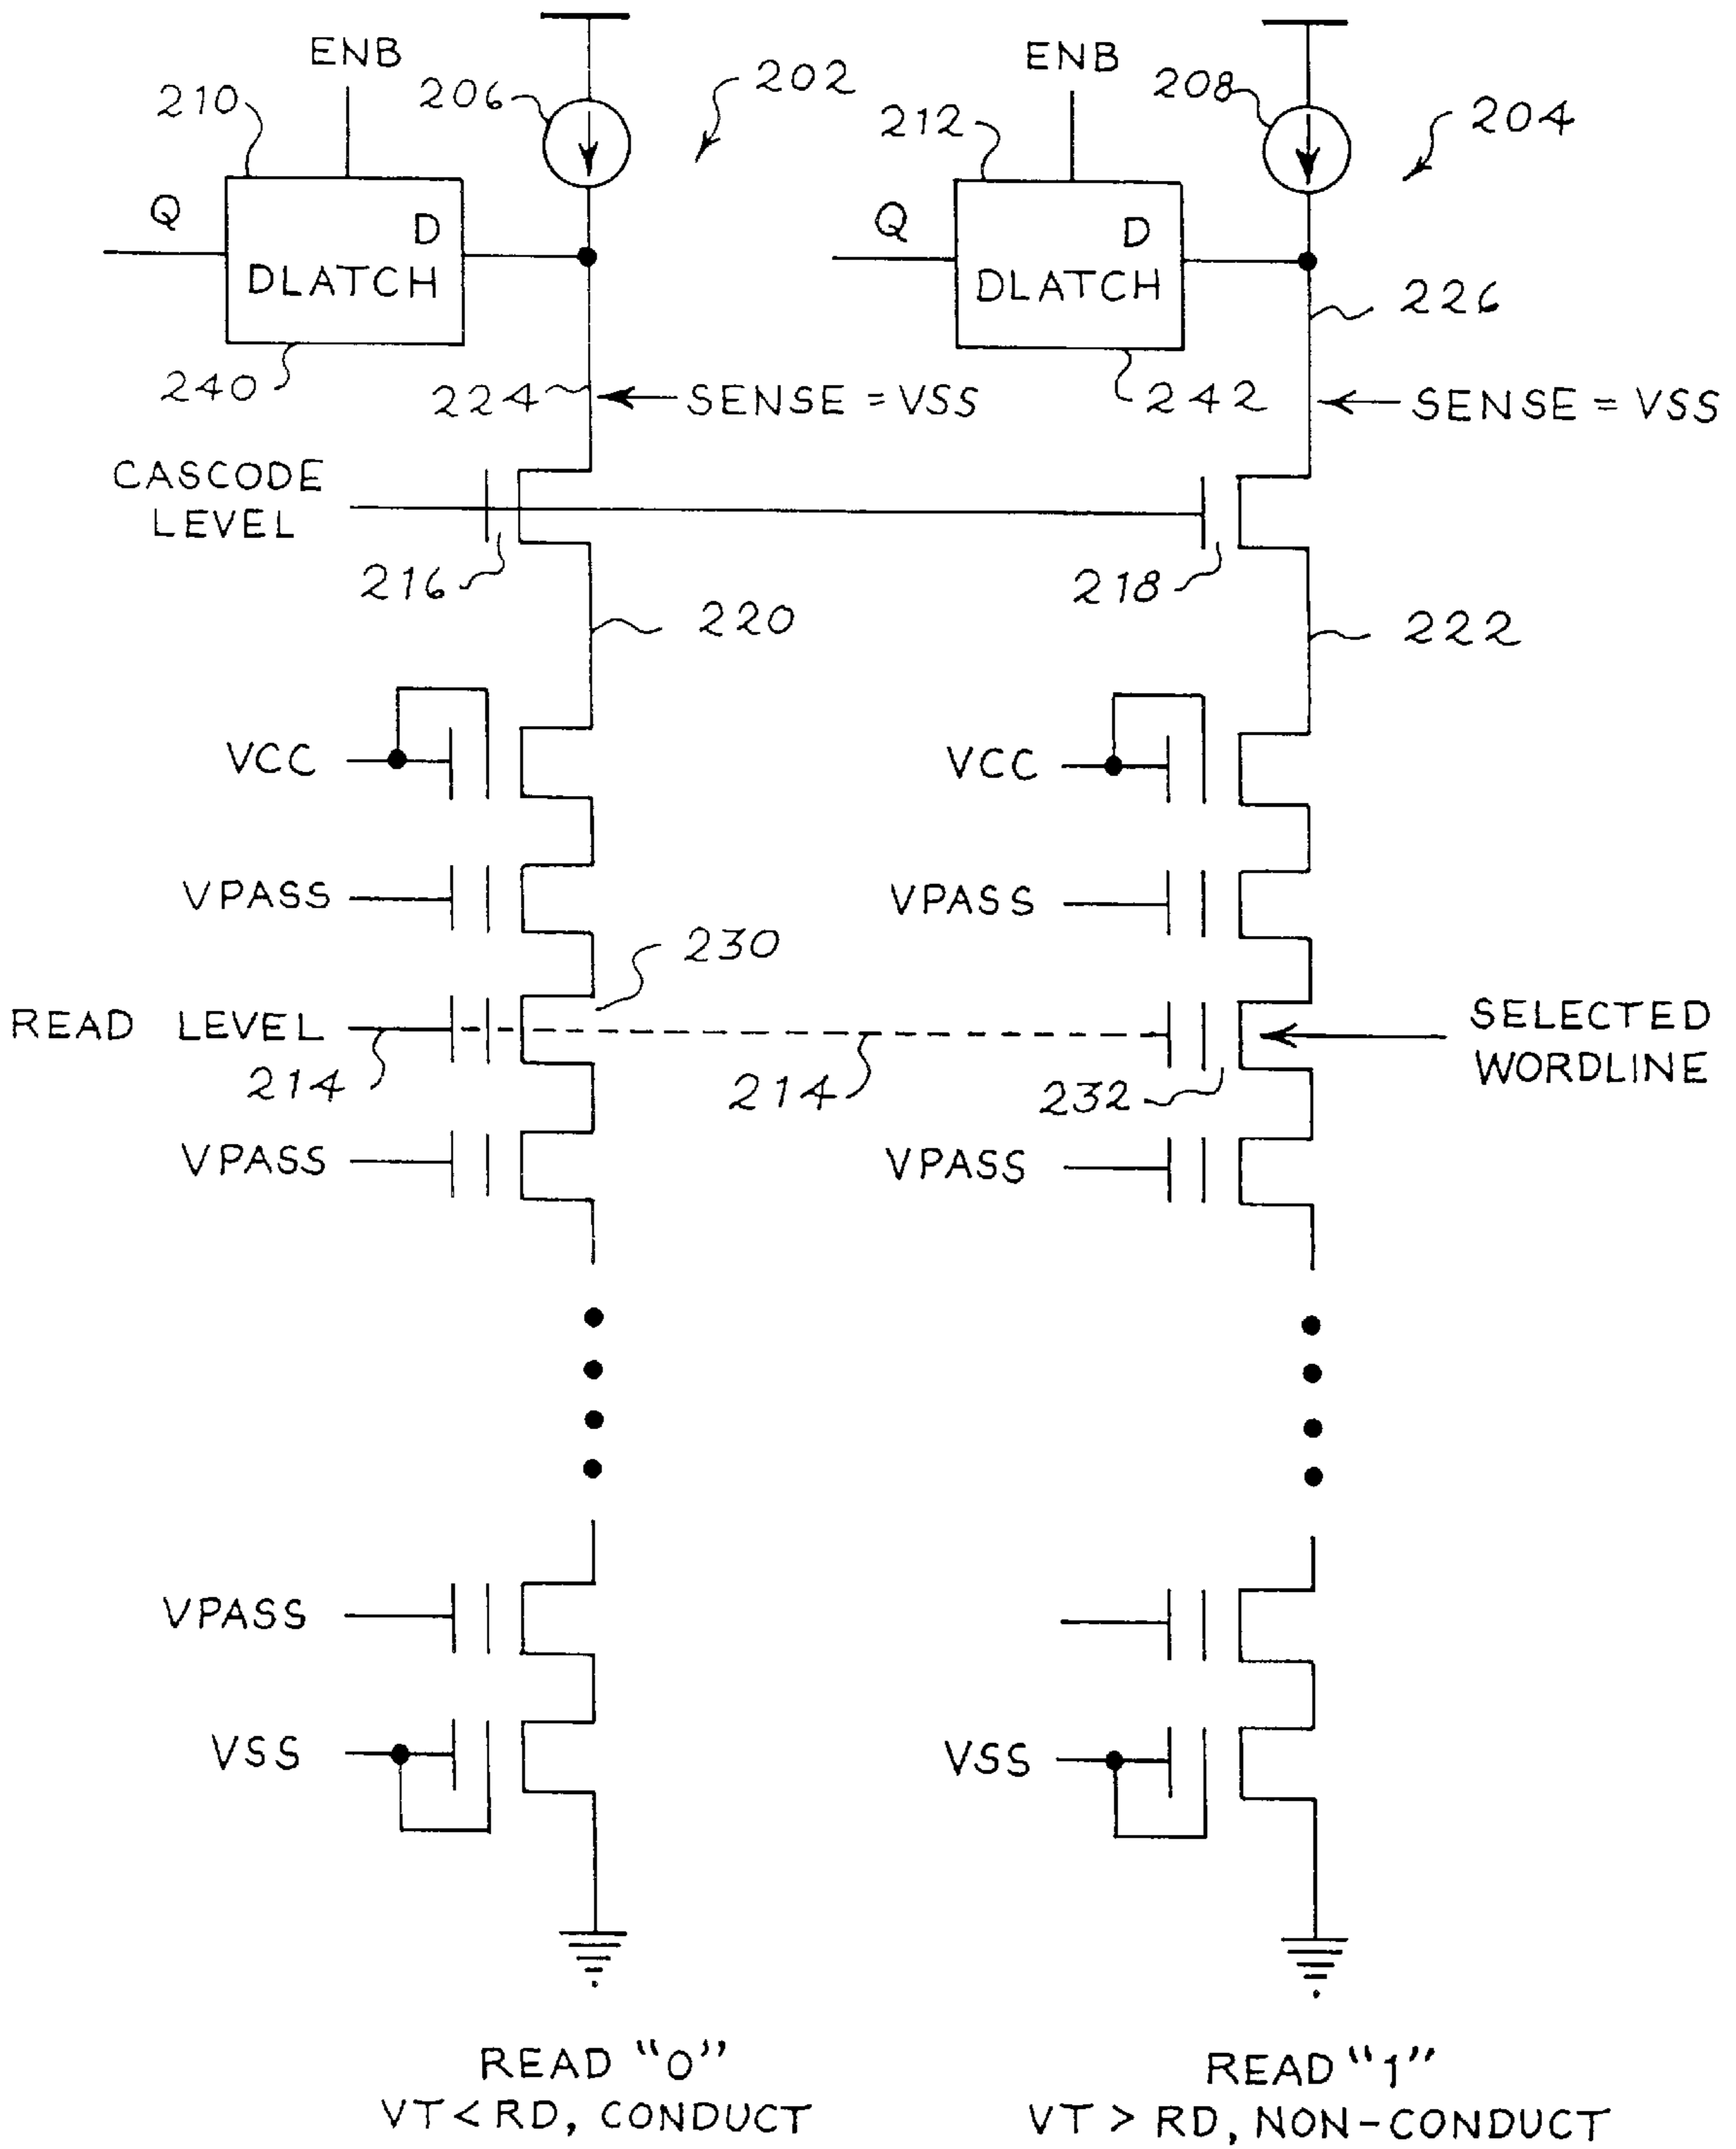 ENB
210
206
202
Q
D
DLATCH
240
224
SENSE = VSS
ENB
212
208
204
Q
D
DLATCH
226
242
SENSE = VSS
CASCODE
LEVEL
216
218
220
222
VCC
VCC
VPASS
VPASS
230
READ LEVEL
214
214
232
SELECTED
WORDLINE
VPASS
VPASS
VPASS
VSS
VSS
READ "0"
VT < RD, CONDUCT
READ "1"
VT > RD, NON-CONDUCT